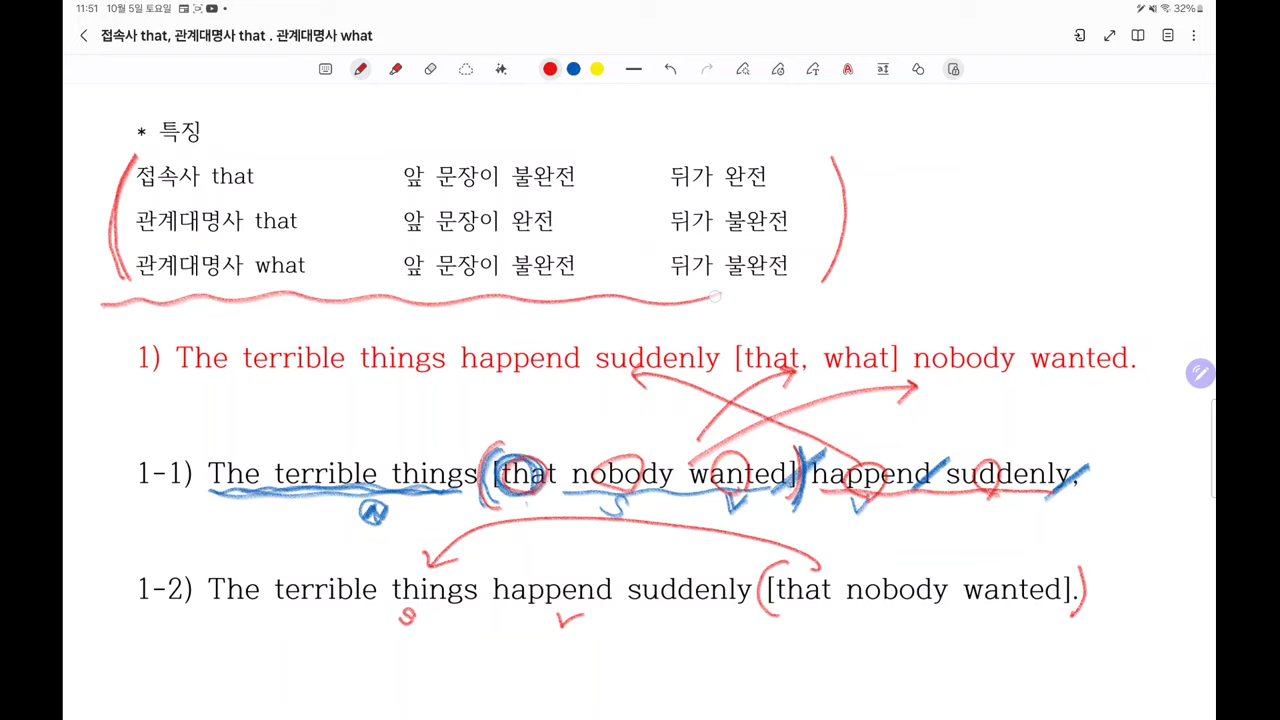 11:51 10월 5일 토요일 32%
접속사 that, 관계대명사 that . 관계대명사 what
* 특징
접속사 that 앞 문장이 불완전 뒤가 완전
관계대명사 that 앞 문장이 완전 뒤가 불완전
관계대명사 what 앞 문장이 불완전 뒤가 불완전
1) The terrible things happend suddenly [that, what] nobody wanted.
1-1) The terrible things [that nobody wanted] happend suddenly,
N S V V
1-2) The terrible things happend suddenly [that nobody wanted].
S V